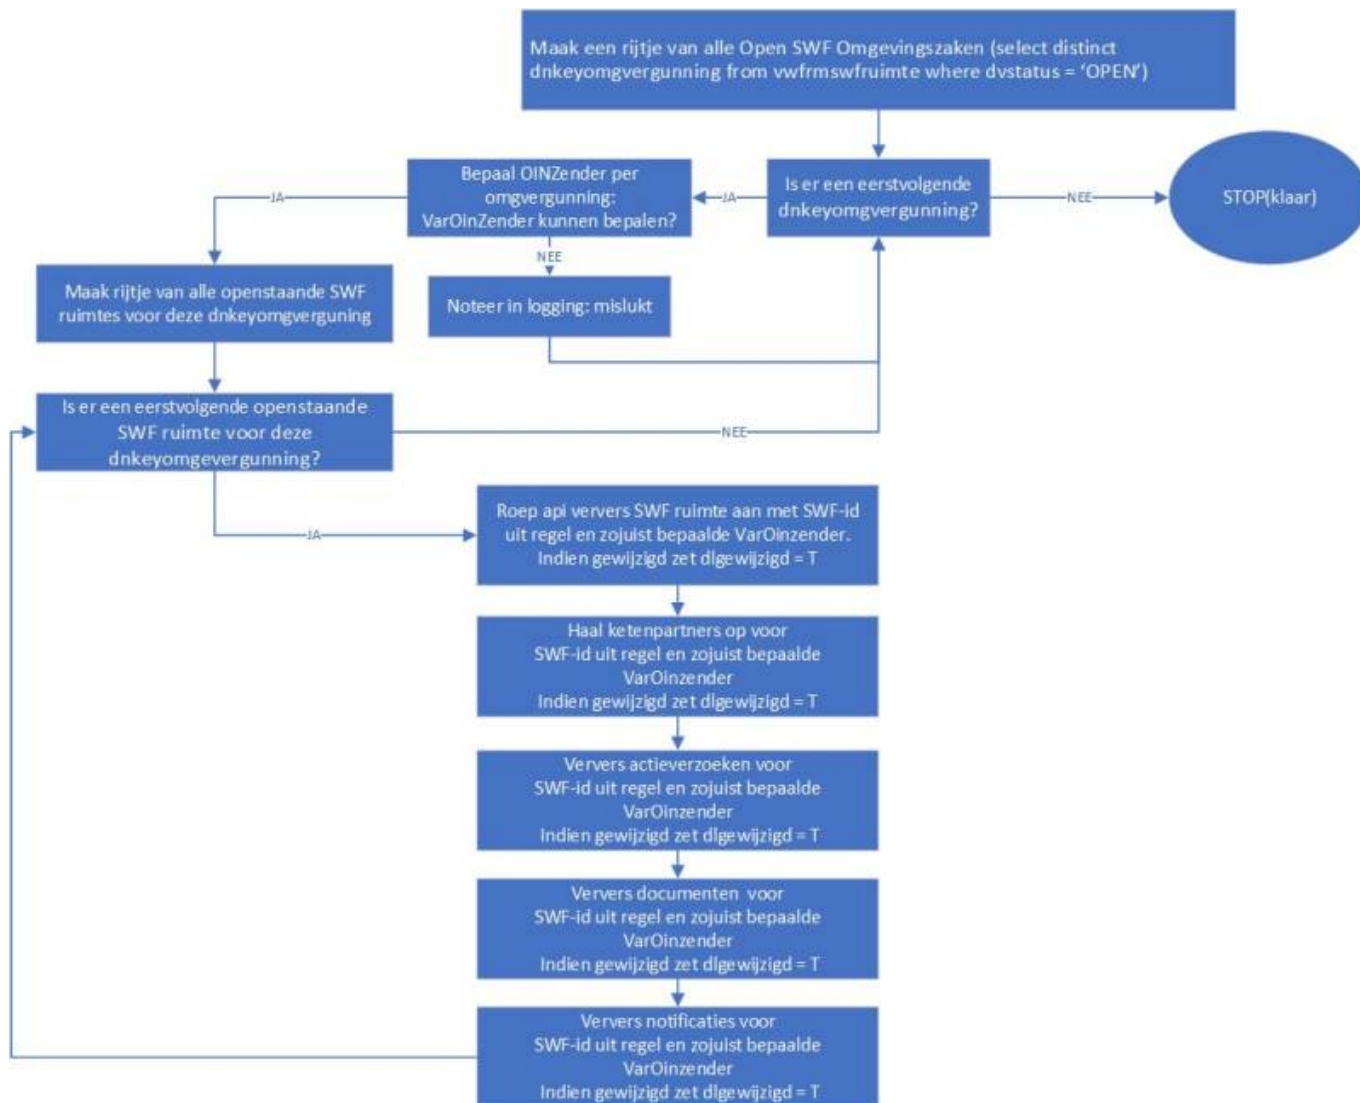 Maak een rijtje van alle Open SWF Omgevingszaken (select distinct
dnkeyomgvergunning from vwfrmswfruimte where dvstatus = ‘OPEN’)
Bepaal OINZender per
omgvergunning:
VarOinZender kunnen bepalen?
Is er een eerstvolgende
dnkeyomgvergunning?
STOP(klaar)
JA
JA
NEE
NEE
Maak rijtje van alle openstaande SWF
ruimtes voor deze dnkeyomgverguning
Noteer in logging: mislukt
Is er een eerstvolgende openstaande
SWF ruimte voor deze
dnkeyomgevergunning?
NEE
JA
Roep api ververs SWF ruimte aan met SWF-id
uit regel en zojuist bepaalde VarOinzender.
Indien gewijzigd zet dlgewijzigd = T
Haal ketenpartners op voor
SWF-id uit regel en zojuist bepaalde
VarOinzender
Indien gewijzigd zet dlgewijzigd = T
Ververs actieverzoeken voor
SWF-id uit regel en zojuist bepaalde
VarOinzender
Indien gewijzigd zet dlgewijzigd = T
Ververs documenten voor
SWF-id uit regel en zojuist bepaalde
VarOinzender
Indien gewijzigd zet dlgewijzigd = T
Ververs notificaties voor
SWF-id uit regel en zojuist bepaalde
VarOinzender
Indien gewijzigd zet dlgewijzigd = T